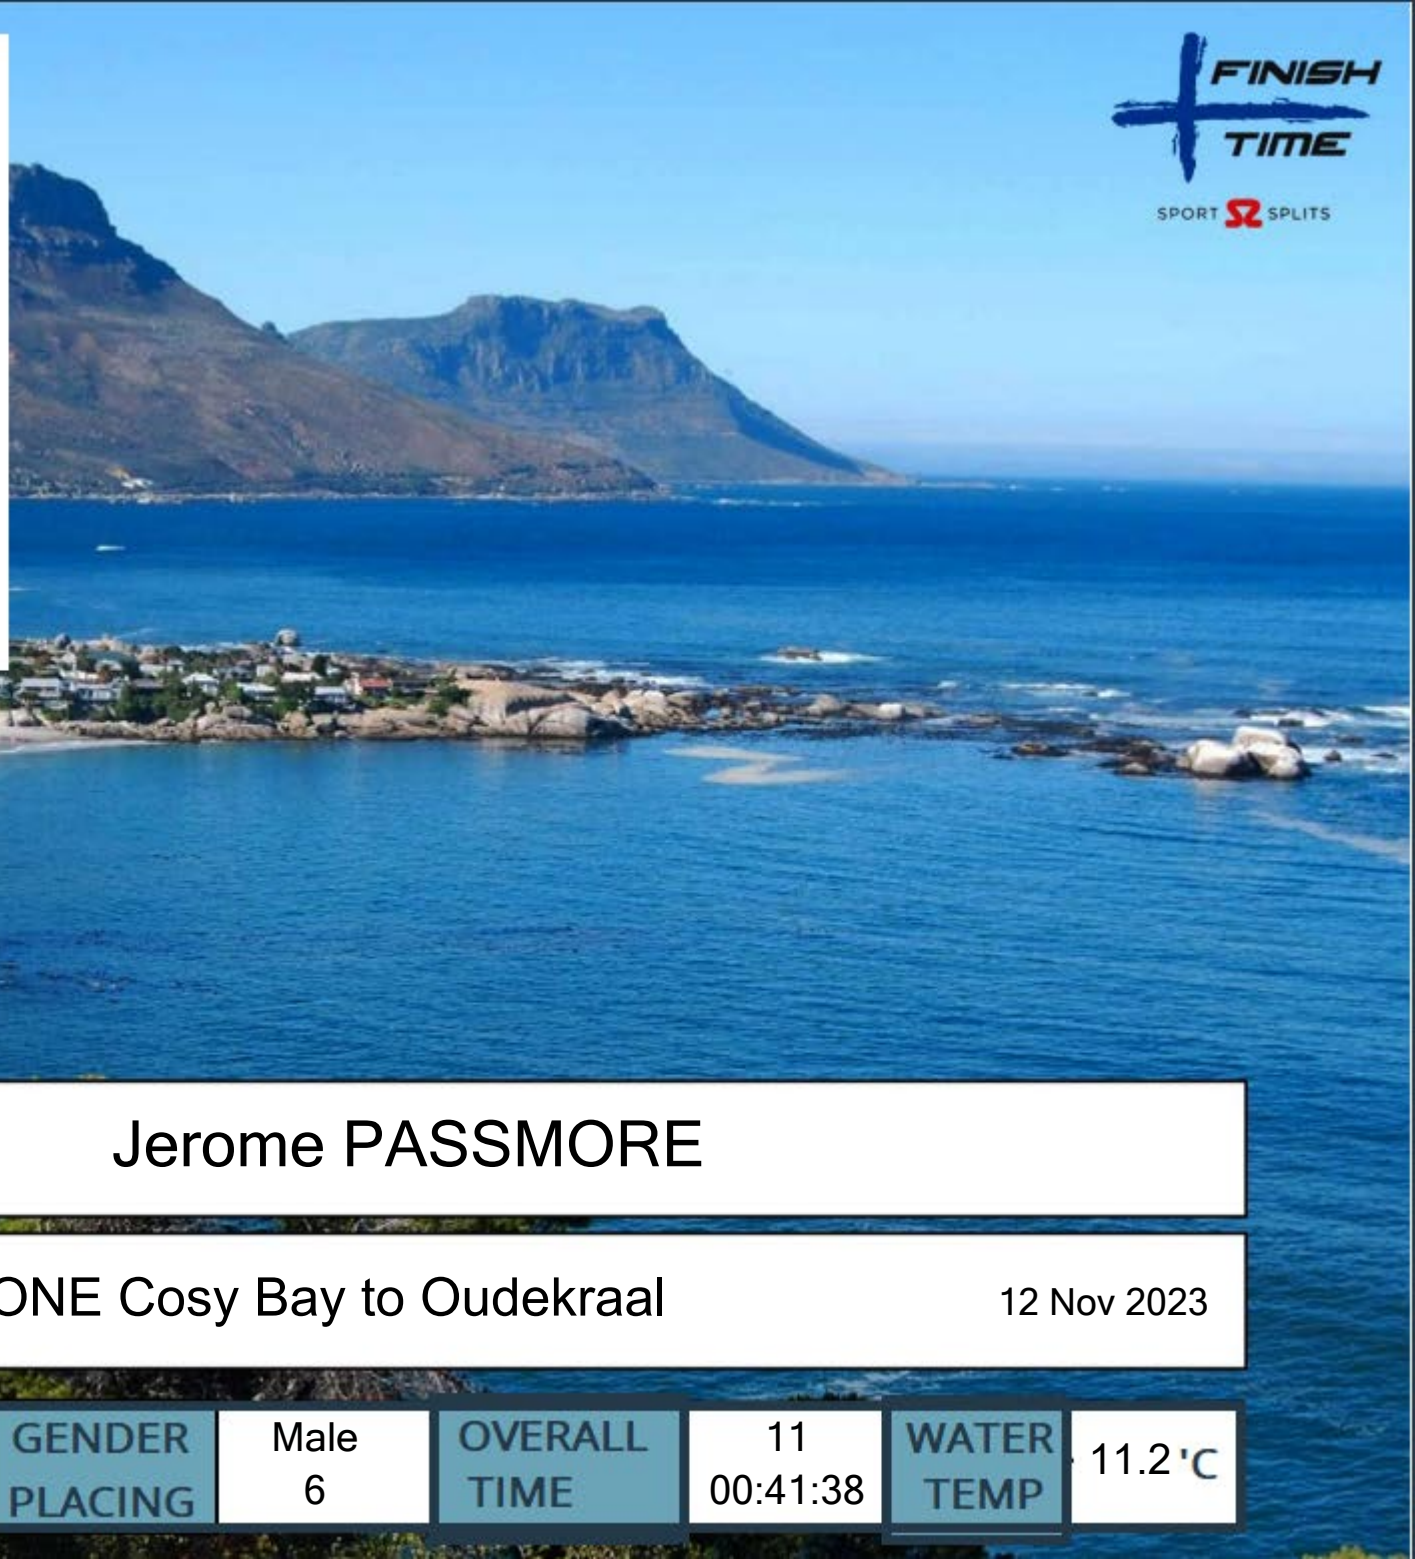 FINISH
TIME
SPORT SPLITS
Jerome PASSMORE
ONE Cosy Bay to Oudekraal 12 Nov 2023
GENDER PLACING Male 6
OVERALL TIME 11 00:41:38
WATER TEMP 11.2 'C